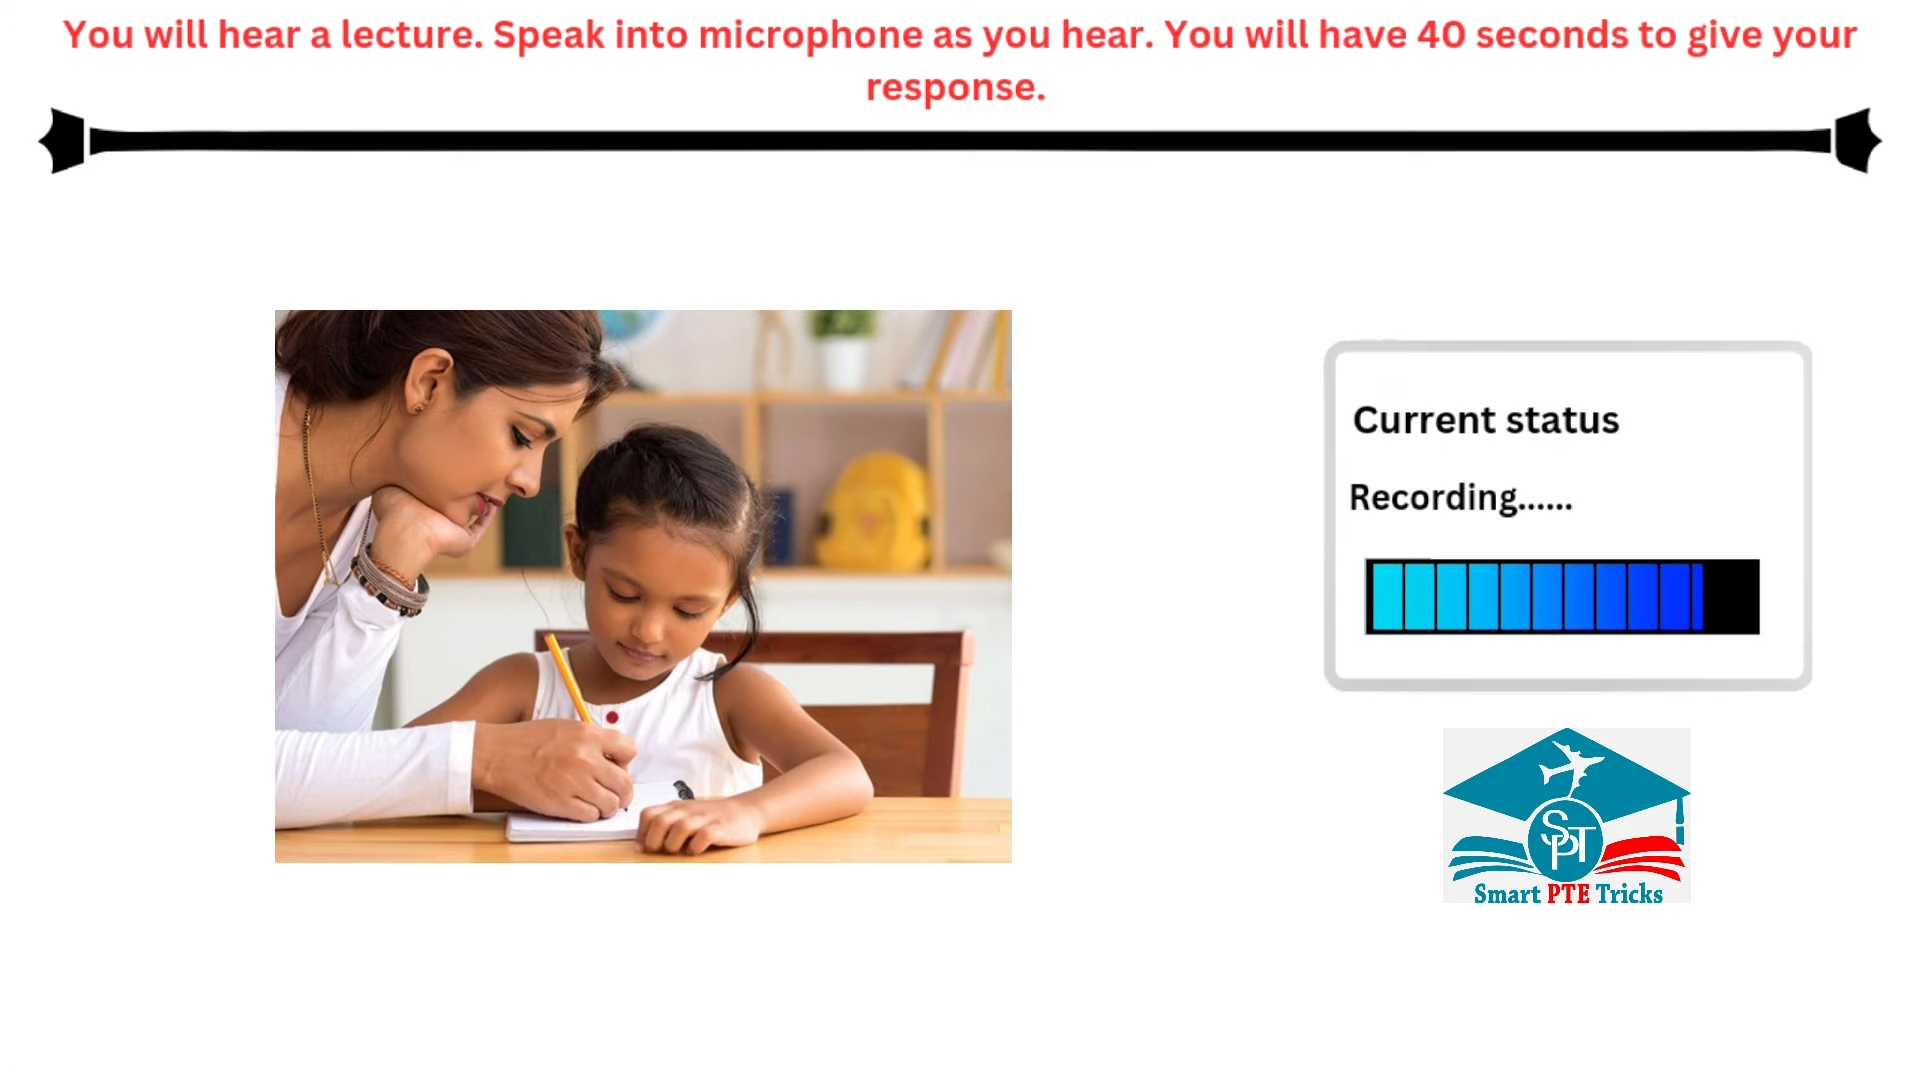 You will hear a lecture. Speak into microphone as you hear. You will have 40 seconds to give your
response.
Current status
Recording......
SPT
Smart PTE Tricks